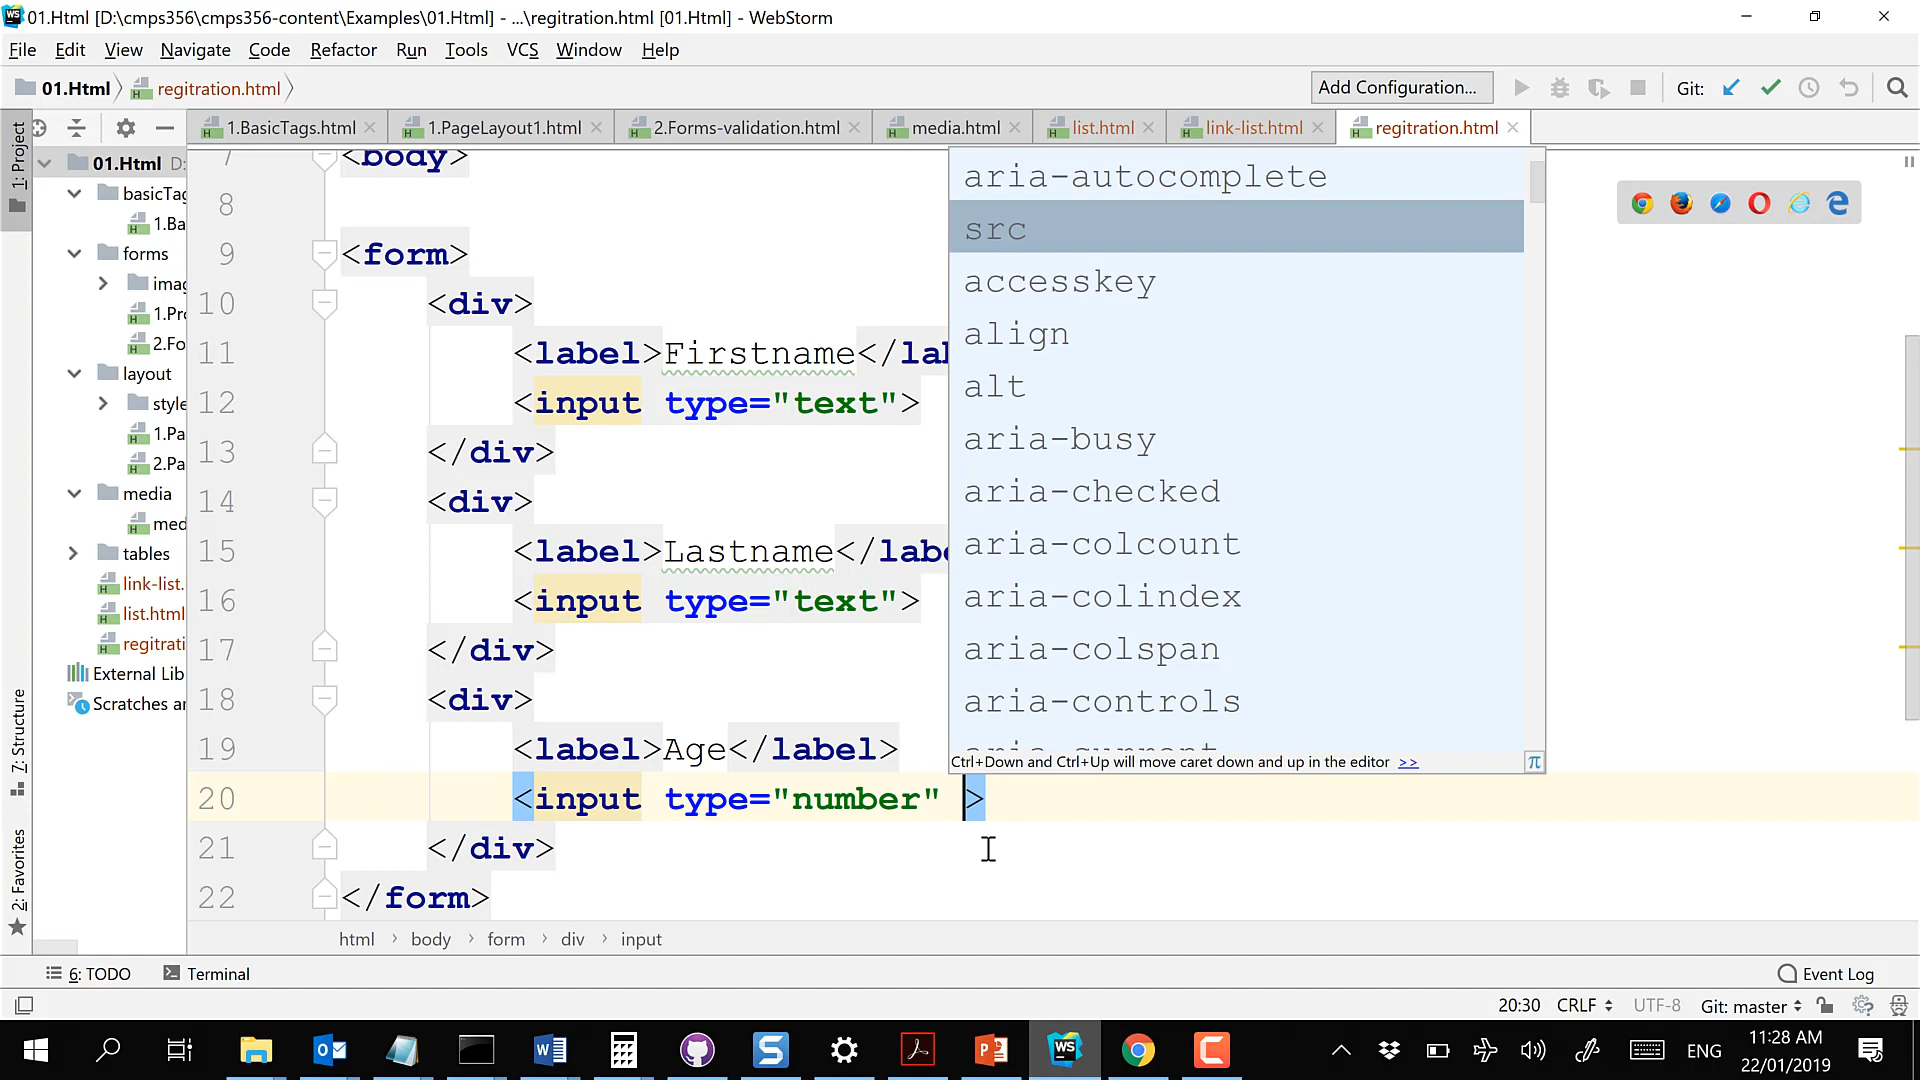 01.Html [D:\cmps356\cmps356-content\Examples\01.Html] - ...\regitration.html [01.Html] - WebStorm
File Edit View Navigate Code Refactor Run Tools VCS Window Help
01.Html regitration.html Add Configuration... Git:
1.BasicTags.html 1.PageLayout1.html 2.Forms-validation.html media.html list.html link-list.html regitration.html
1: Project
7: Structure
2: Favorites
01.Html D:
basicTag
1.Ba
forms
imag
1.Pro
2.Fo
layout
style
1.Pa
2.Pa
media
med
tables
link-list.
list.html
regitrati
External Lib
Scratches an
7 <body>
8
9 <form>
10 <div>
11 <label>Firstname</lab
12 <input type="text">
13 </div>
14 <div>
15 <label>Lastname</labe
16 <input type="text">
17 </div>
18 <div>
19 <label>Age</label>
20 <input type="number" >
21 </div>
22 </form>
aria-autocomplete
src
accesskey
align
alt
aria-busy
aria-checked
aria-colcount
aria-colindex
aria-colspan
aria-controls
aria-current
Ctrl+Down and Ctrl+Up will move caret down and up in the editor >> π
html › body › form › div › input
6: TODO Terminal Event Log
20:30 CRLF UTF-8 Git: master
ENG 11:28 AM
22/01/2019